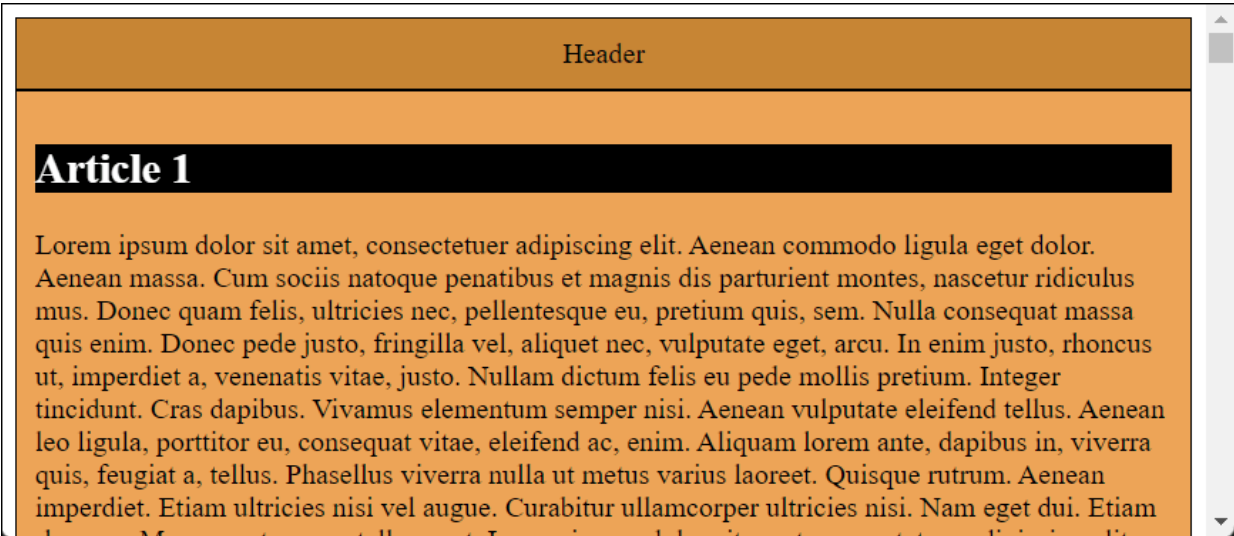 Header
Article 1
Lorem ipsum dolor sit amet, consectetuer adipiscing elit. Aenean commodo ligula eget dolor.
Aenean massa. Cum sociis natoque penatibus et magnis dis parturient montes, nascetur ridiculus
mus. Donec quam felis, ultricies nec, pellentesque eu, pretium quis, sem. Nulla consequat massa
quis enim. Donec pede justo, fringilla vel, aliquet nec, vulputate eget, arcu. In enim justo, rhoncus
ut, imperdiet a, venenatis vitae, justo. Nullam dictum felis eu pede mollis pretium. Integer
tincidunt. Cras dapibus. Vivamus elementum semper nisi. Aenean vulputate eleifend tellus. Aenean
leo ligula, porttitor eu, consequat vitae, eleifend ac, enim. Aliquam lorem ante, dapibus in, viverra
quis, feugiat a, tellus. Phasellus viverra nulla ut metus varius laoreet. Quisque rutrum. Aenean
imperdiet. Etiam ultricies nisi vel augue. Curabitur ullamcorper ultricies nisi. Nam eget dui. Etiam